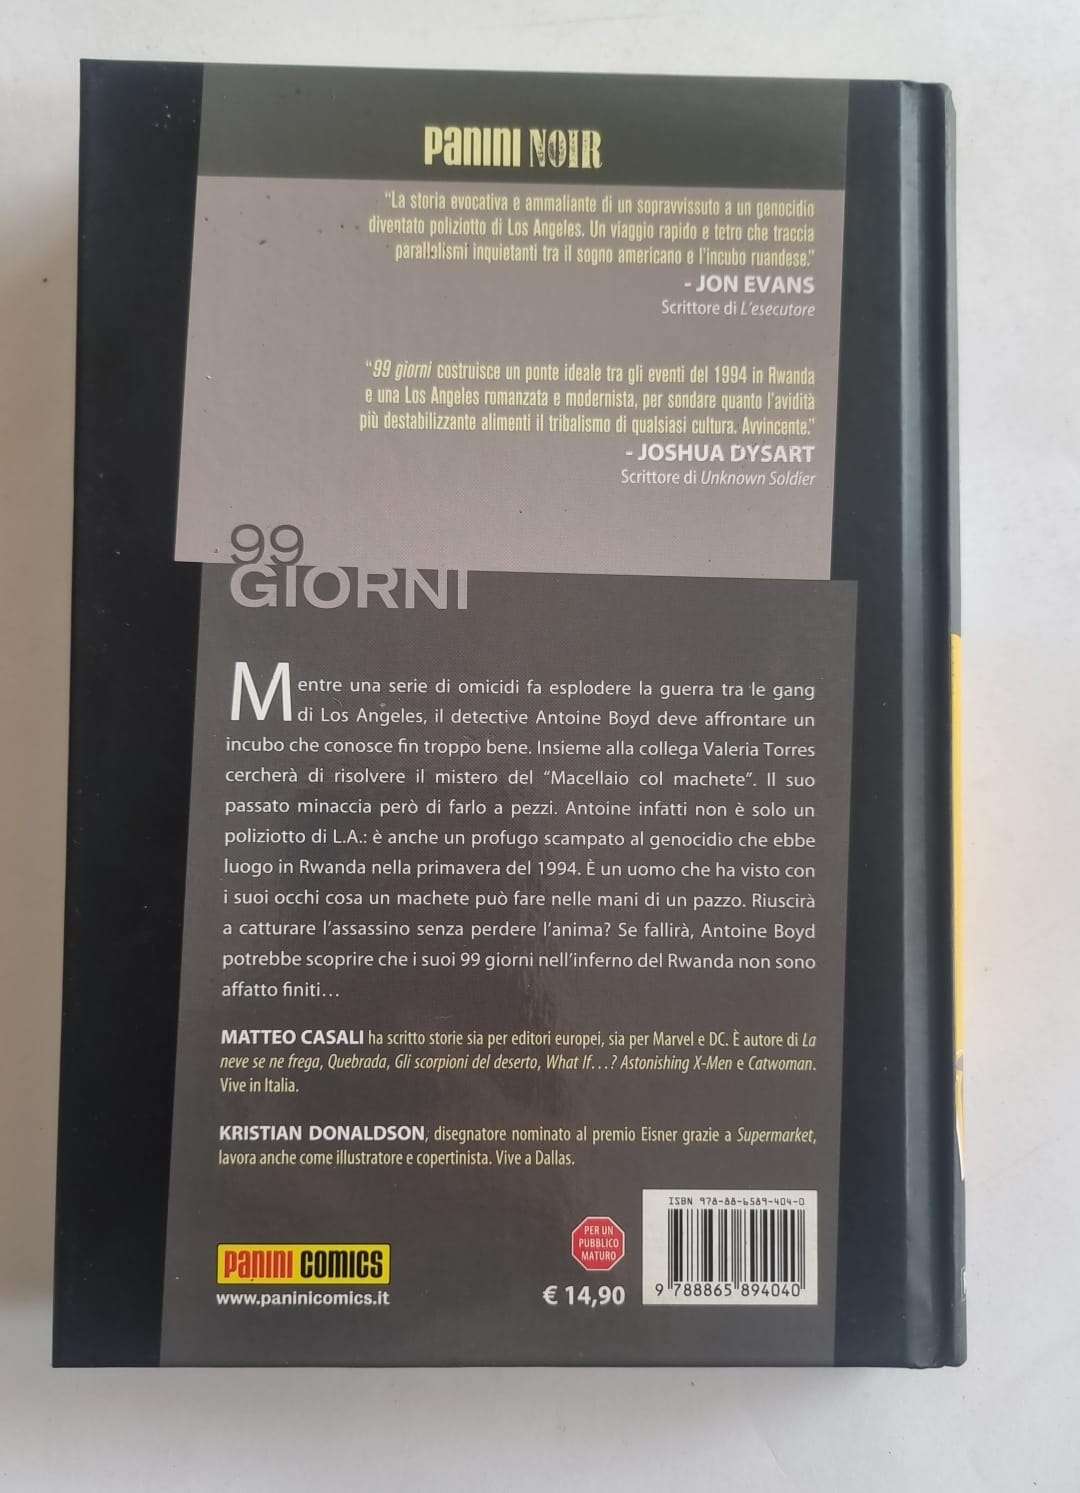 PANINI NOIR
“La storia evocativa e ammaliante di un sopravvissuto a un genocidio
diventato poliziotto di Los Angeles. Un viaggio rapido e tetro che traccia
parallelismi inquietanti tra il sogno americano e l’incubo ruandese.”
- JON EVANS
Scrittore di L’esecutore
“99 giorni costruisce un ponte ideale tra gli eventi del 1994 in Rwanda
e una Los Angeles romanzata e modernista, per sondare quanto l’avidità
più destabilizzante alimenti il tribalismo di qualsiasi cultura. Avvincente.”
- JOSHUA DYSART
Scrittore di Unknown Soldier
99
GIORNI
Mentre una serie di omicidi fa esplodere la guerra tra le gang
di Los Angeles, il detective Antoine Boyd deve affrontare un
incubo che conosce fin troppo bene. Insieme alla collega Valeria Torres
cercherà di risolvere il mistero del “Macellaio col machete”. Il suo
passato minaccia però di farlo a pezzi. Antoine infatti non è solo un
poliziotto di L.A.: è anche un profugo scampato al genocidio che ebbe
luogo in Rwanda nella primavera del 1994. È un uomo che ha visto con
i suoi occhi cosa un machete può fare nelle mani di un pazzo. Riuscirà
a catturare l’assassino senza perdere l’anima? Se fallirà, Antoine Boyd
potrebbe scoprire che i suoi 99 giorni nell’inferno del Rwanda non sono
affatto finiti…
MATTEO CASALI ha scritto storie sia per editori europei, sia per Marvel e DC. È autore di La
neve se ne frega, Quebrada, Gli scorpioni del deserto, What If…? Astonishing X-Men e Catwoman.
Vive in Italia.
KRISTIAN DONALDSON, disegnatore nominato al premio Eisner grazie a Supermarket,
lavora anche come illustratore e copertinista. Vive a Dallas.
PANINI COMICS
www.paninicomics.it
PER UN
PUBBLICO
MATURO
€ 14,90
ISBN 978-88-6589-404-0
9 788865 894040